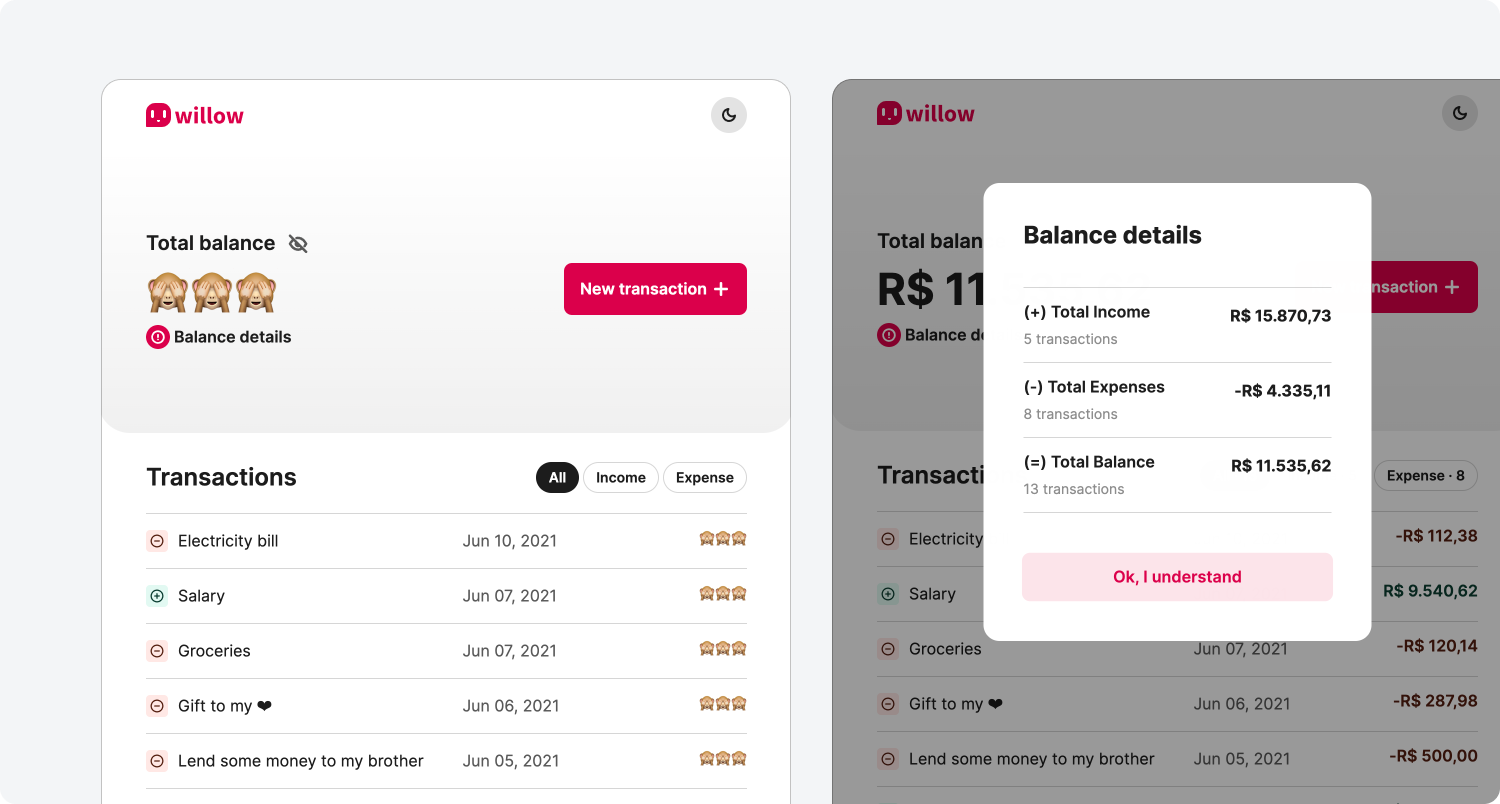 willow
Total balance
Balance details
New transaction
Transactions
All
Income
Expense
Electricity bill
Jun 10, 2021
Salary
Jun 07, 2021
Groceries
Jun 07, 2021
Gift to my ❤
Jun 06, 2021
Lend some money to my brother
Jun 05, 2021
willow
Total balan
R$ 11
Balance de
nsaction
Balance details
(+) Total Income
R$ 15.870,73
5 transactions
(-) Total Expenses
-R$ 4.335,11
8 transactions
(=) Total Balance
R$ 11.535,62
13 transactions
Ok, I understand
Transacti
Expense · 8
Electricity
-R$ 112,38
Salary
R$ 9.540,62
Groceries
Jun 07, 2021
-R$ 120,14
Gift to my ❤
Jun 06, 2021
-R$ 287,98
Lend some money to my brother
Jun 05, 2021
-R$ 500,00